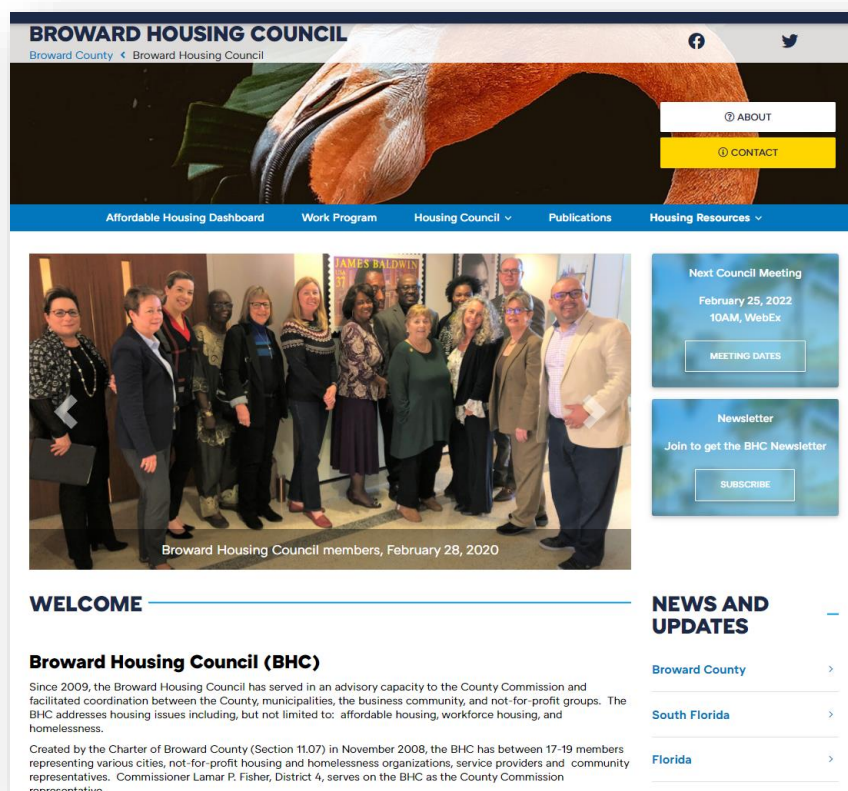 BROWARD HOUSING COUNCIL
Broward County < Broward Housing Council
ABOUT
CONTACT
Affordable Housing Dashboard Work Program Housing Council Publications Housing Resources
JAMES BALDWIN
37
Broward Housing Council members, February 28, 2020
Next Council Meeting
February 25, 2022
10AM, WebEx
MEETING DATES
Newsletter
Join to get the BHC Newsletter
SUBSCRIBE
WELCOME
Broward Housing Council (BHC)
Since 2009, the Broward Housing Council has served in an advisory capacity to the County Commission and
facilitated coordination between the County, municipalities, the business community, and not-for-profit groups. The
BHC addresses housing issues including, but not limited to: affordable housing, workforce housing, and
homelessness.
Created by the Charter of Broward County (Section 11.07) in November 2008, the BHC has between 17-19 members
representing various cities, not-for-profit housing and homelessness organizations, service providers and community
representatives. Commissioner Lamar P. Fisher, District 4, serves on the BHC as the County Commission
representative
NEWS AND
UPDATES
Broward County
South Florida
Florida